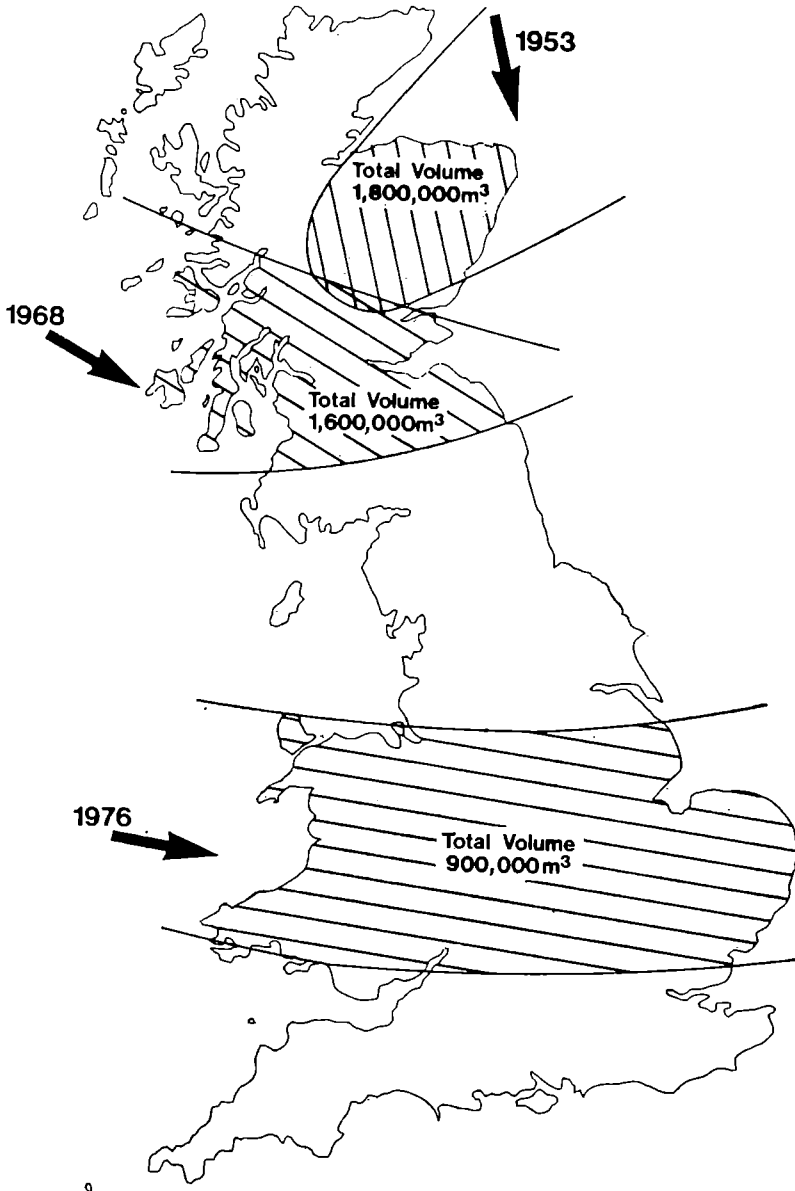 1953
Total Volume
1,800,000m³
1968
Total Volume
1,600,000m³
1976
Total Volume
900,000m³